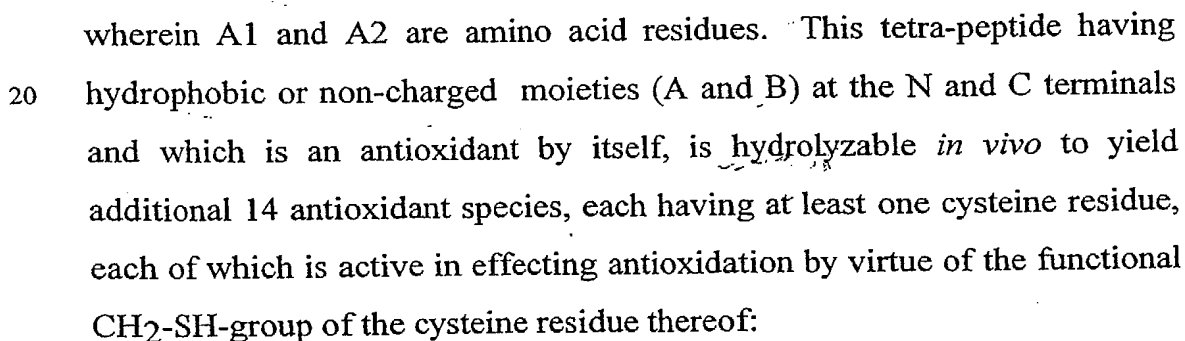 wherein A1 and A2 are amino acid residues. This tetra-peptide having
20 hydrophobic or non-charged moieties (A and B) at the N and C terminals
and which is an antioxidant by itself, is hydrolyzable in vivo to yield
additional 14 antioxidant species, each having at least one cysteine residue,
each of which is active in effecting antioxidation by virtue of the functional
CH2-SH-group of the cysteine residue thereof: